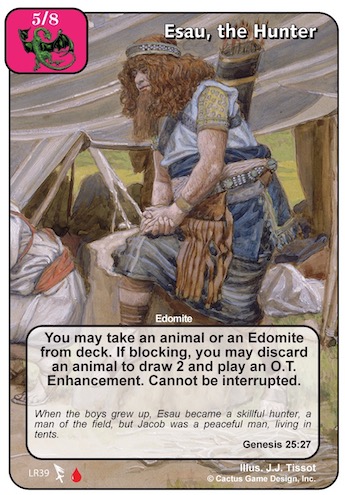 5/8
Esau, the Hunter
Edomite
You may take an animal or an Edomite
from deck. If blocking, you may discard
an animal to draw 2 and play an O.T.
Enhancement. Cannot be interrupted.
When the boys grew up, Esau became a skillful hunter, a
man of the field, but Jacob was a peaceful man, living in
tents.
Genesis 25:27
LR39
Illus. J.J. Tissot
© Cactus Game Design, Inc.